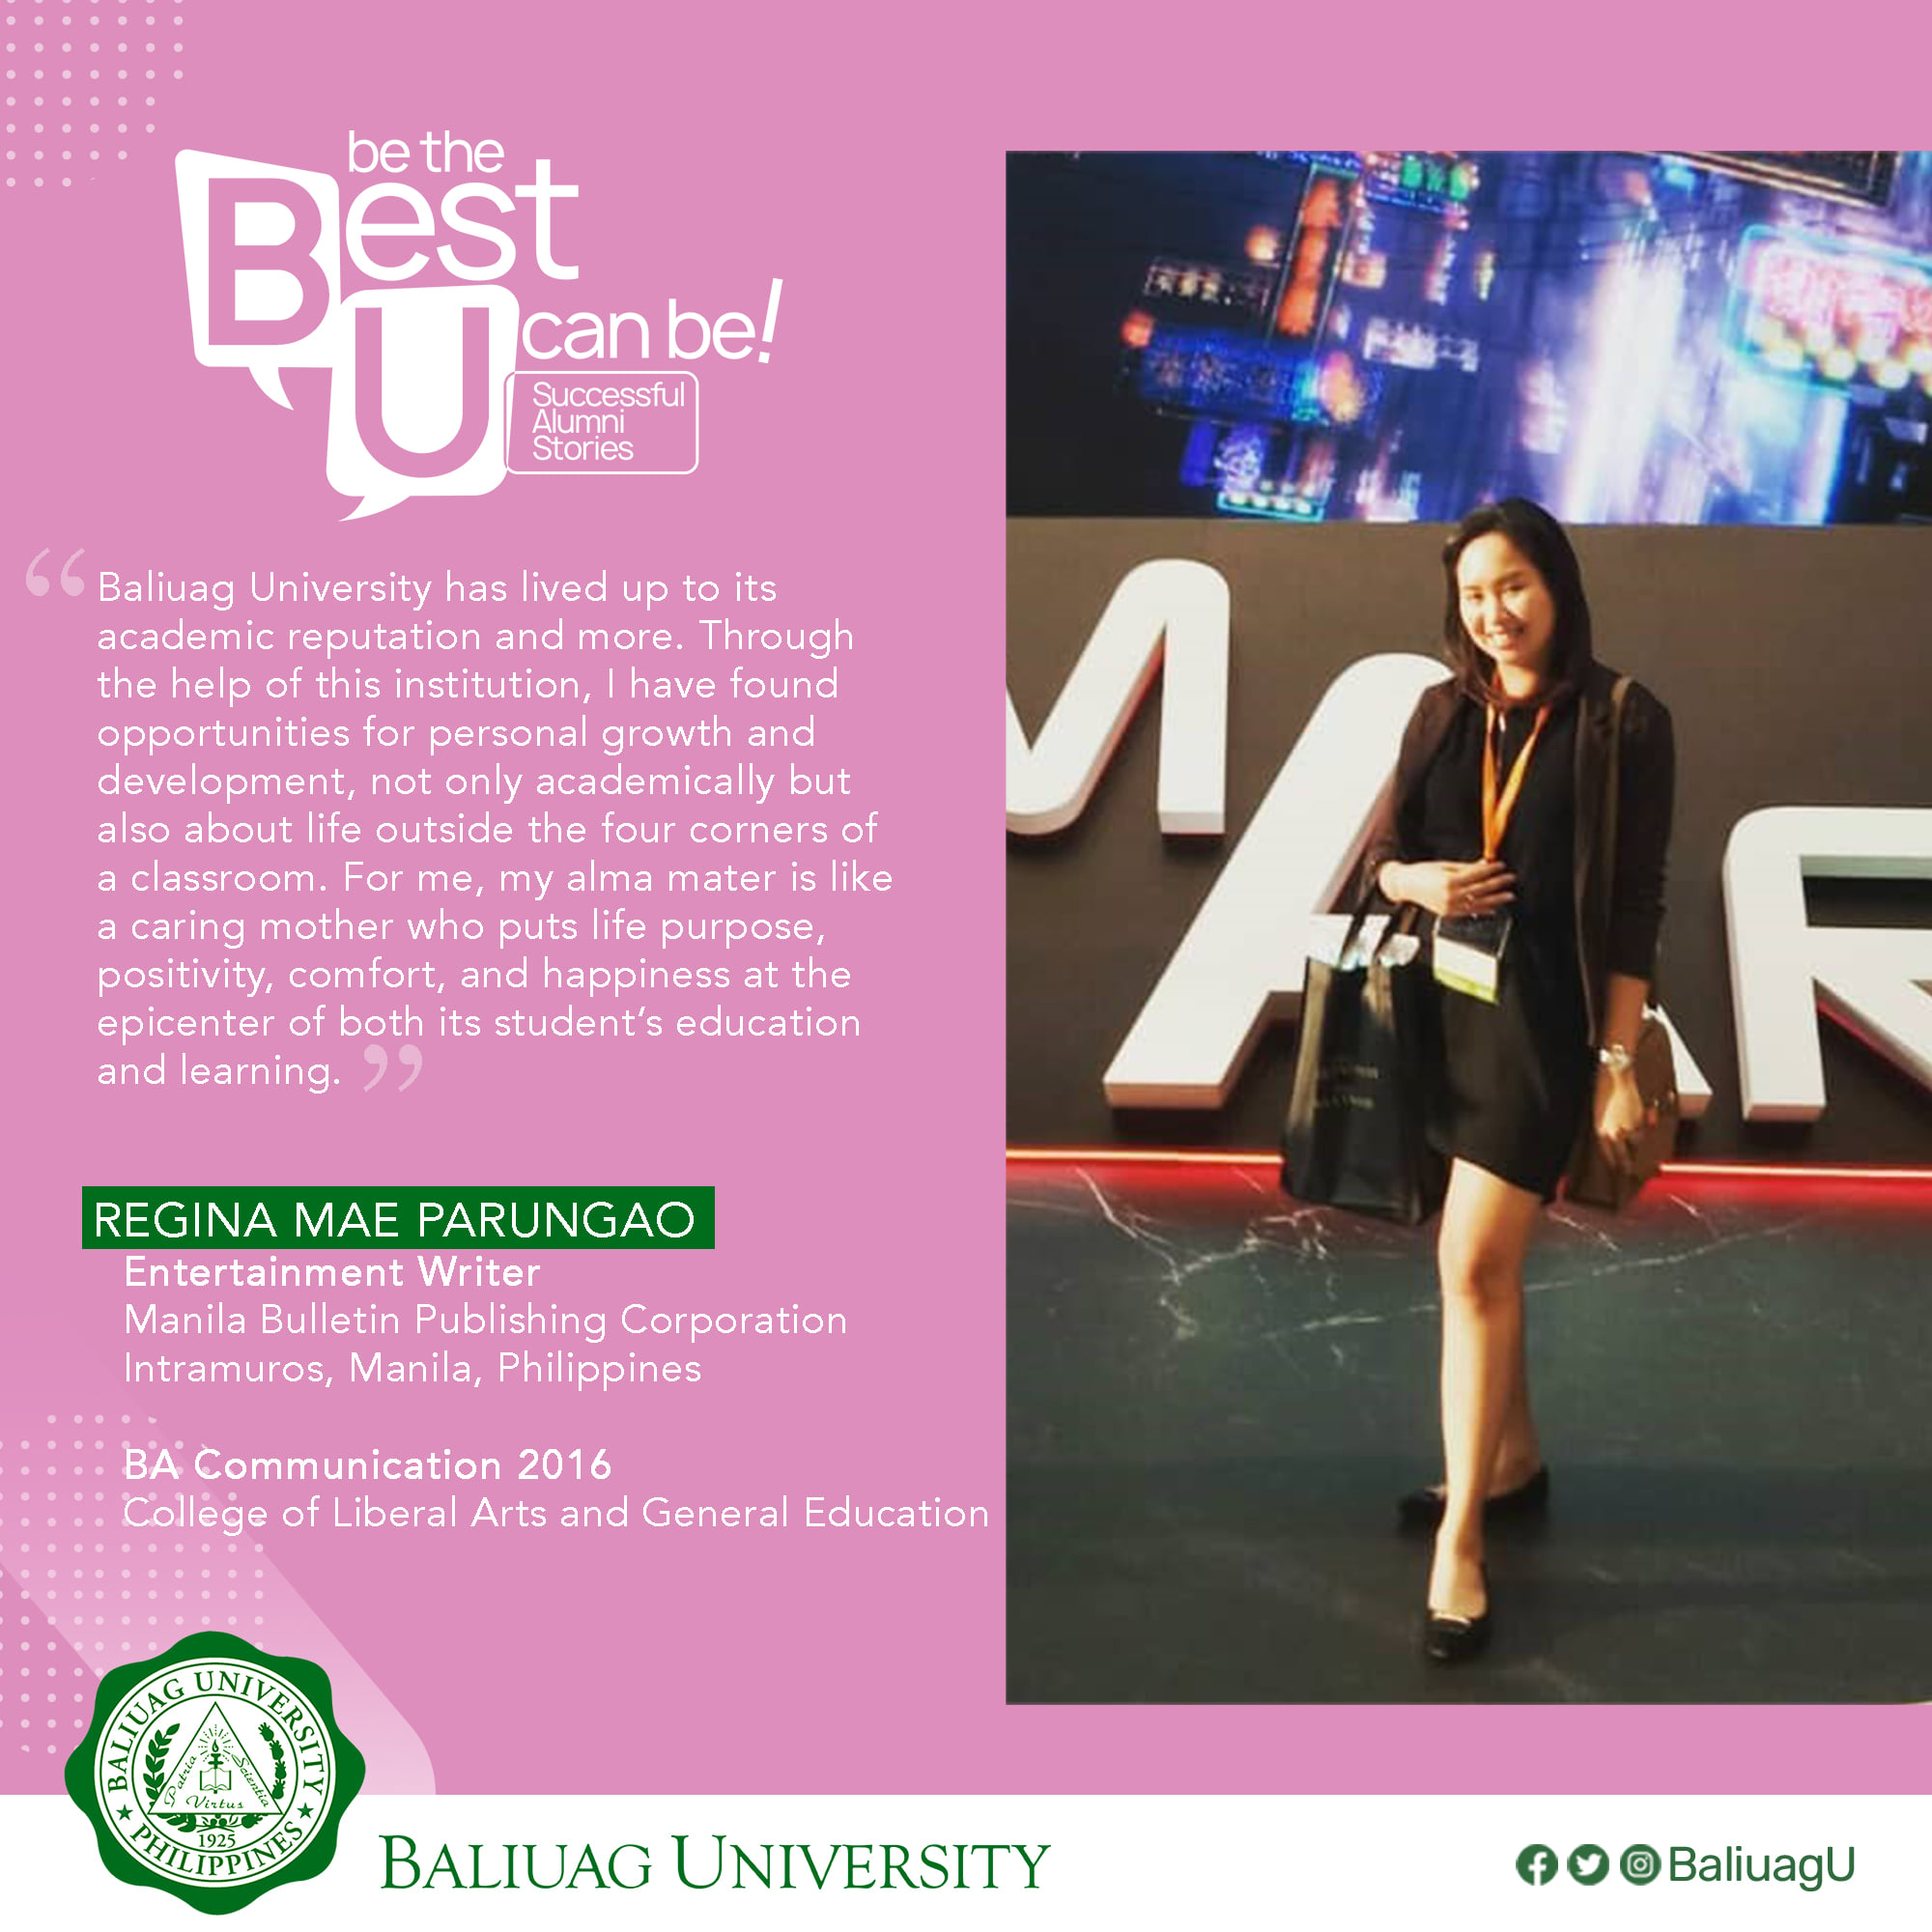 be the
Best
U can be!
Successful
Alumni
Stories
“Baliuag University has lived up to its
academic reputation and more. Through
the help of this institution, I have found
opportunities for personal growth and
development, not only academically but
also about life outside the four corners of
a classroom. For me, my alma mater is like
a caring mother who puts life purpose,
positivity, comfort, and happiness at the
epicenter of both its student’s education
and learning.”
REGINA MAE PARUNGAO
Entertainment Writer
Manila Bulletin Publishing Corporation
Intramuros, Manila, Philippines
BA Communication 2016
College of Liberal Arts and General Education
BALIUAG UNIVERSITY
Patria Scientia
Virtus
1925
PHILIPPINES
BALIUAG UNIVERSITY
BaliuagU